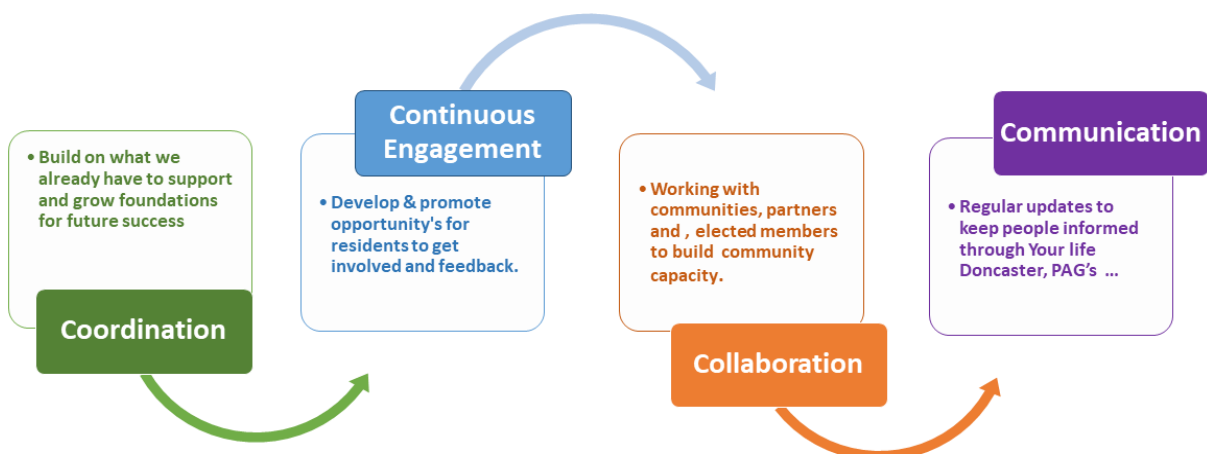 • Build on what we
already have to support
and grow foundations
for future success
Coordination
Continuous
Engagement
• Develop & promote
opportunity's for
residents to get
involved and feedback.
• Working with
communities, partners
and , elected members
to build  community
capacity.
Collaboration
Communication
• Regular updates to
keep people informed
through Your life
Doncaster, PAG’s  ...